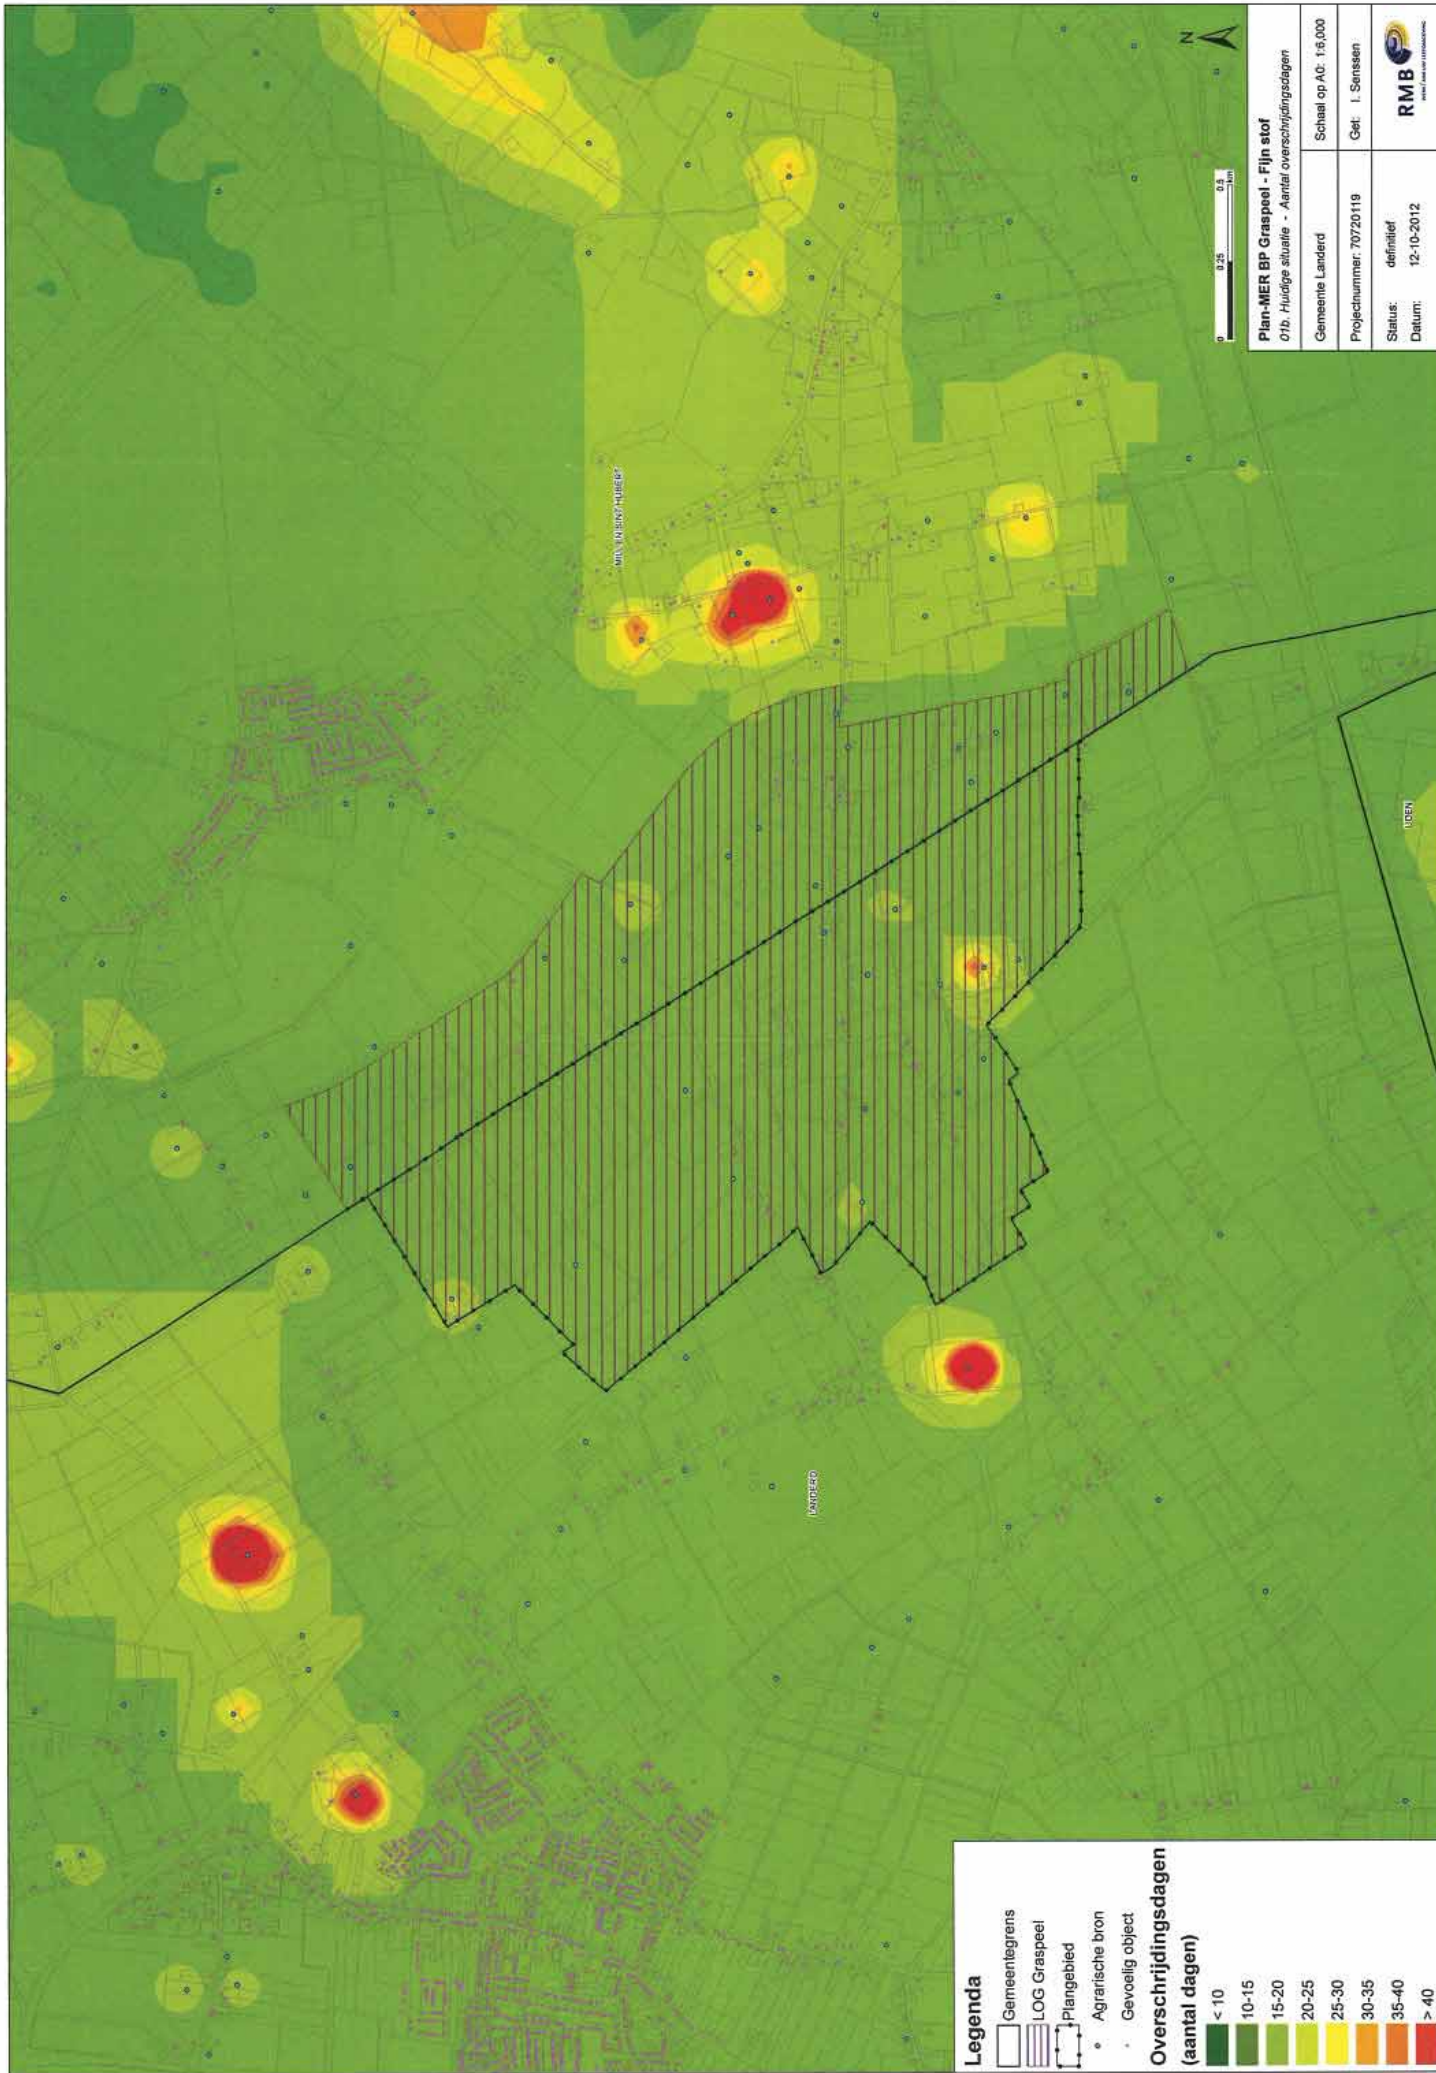 MILL EN SINT HUBERT
LANDERD
UDEN
N
0
0.25
0.5
km
Plan-MER BP Graspeel - Fijn stof
01b. Huidige situatie - Aantal overschrijdingsdagen
Gemeente Landerd
Schaal op A0: 1:6,000
Projectnummer: 70720119
Get: I. Senssen
Status: definitief
Datum: 12-10-2012
RMB
Legenda
Gemeentegrens
LOG Graspeel
Plangebied
Agrarische bron
Gevoelig object
Overschrijdingsdagen
(aantal dagen)
< 10
10-15
15-20
20-25
25-30
30-35
35-40
> 40